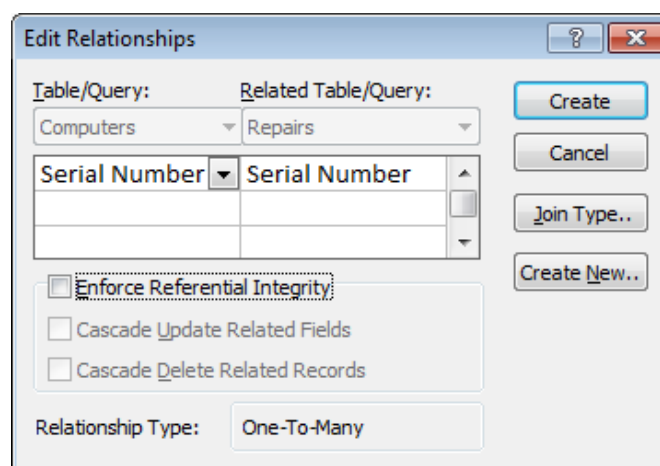 Edit Relationships
Table/Query: Related Table/Query:
Computers Repairs
Serial Number Serial Number
Enforce Referential Integrity
Cascade Update Related Fields
Cascade Delete Related Records
Relationship Type: One-To-Many
Create
Cancel
Join Type..
Create New..